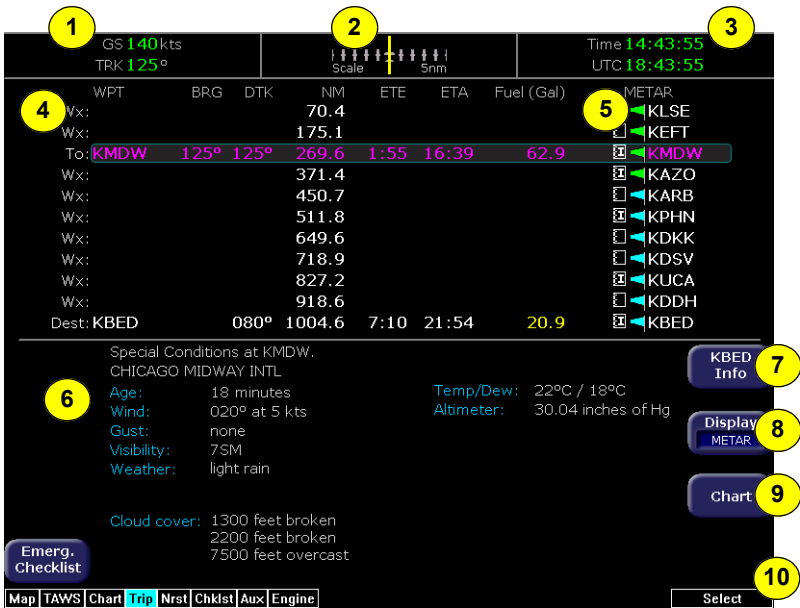 1 2 3
GS 140kts
TRK 125°
Scale 5nm
Time 14:43:55
UTC 18:43:55
4 5
WPT BRG DTK NM ETE ETA Fuel (Gal) METAR
Wx: 70.4 KLSE
Wx: 175.1 KEFT
To: KMDW 125° 125° 269.6 1:55 16:39 62.9 I KMDW
Wx: 371.4 I KAZO
Wx: 450.7 KARB
Wx: 511.8 I KPHN
Wx: 649.6 KDKK
Wx: 718.9 KDSV
Wx: 827.2 I KUCA
Wx: 918.6 KDDH
Dest: KBED 080° 1004.6 7:10 21:54 20.9 I KBED
6
Special Conditions at KMDW.
CHICAGO MIDWAY INTL
Age: 18 minutes
Wind: 020° at 5 kts
Gust: none
Visibility: 7SM
Weather: light rain
Temp/Dew: 22°C / 18°C
Altimeter: 30.04 inches of Hg
Cloud cover: 1300 feet broken
2200 feet broken
7500 feet overcast
KBED
Info
7
Display
METAR
8
Chart
9
Emerg.
Checklist
10
Map TAWS Chart Trip Nrst Chklst Aux Engine
Select